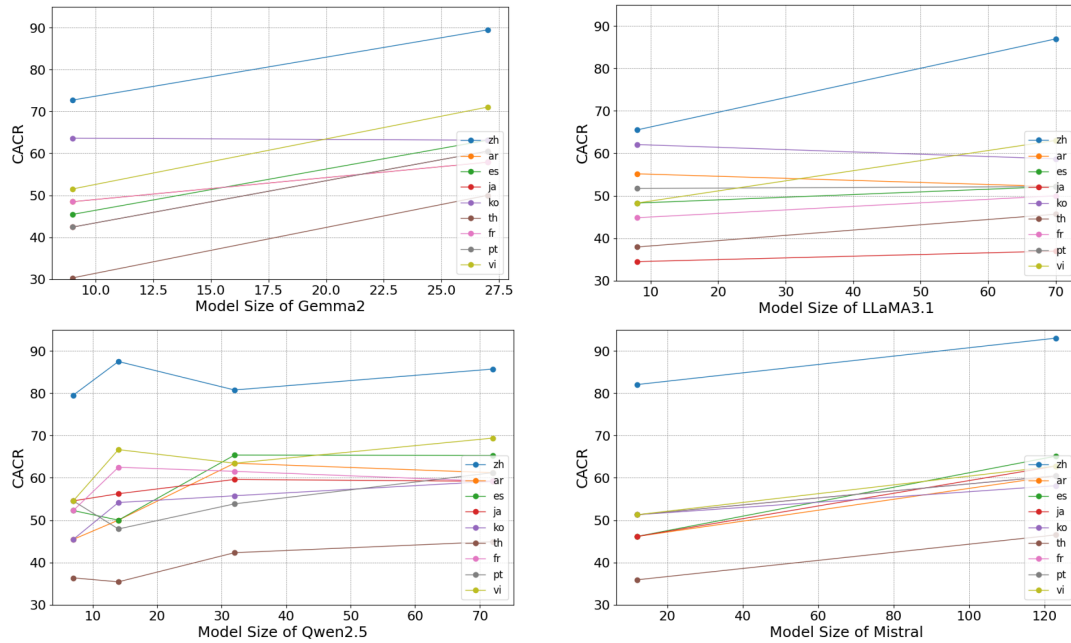 90
80
70
60
50
40
30
CACR
10.0 12.5 15.0 17.5 20.0 22.5 25.0 27.5
Model Size of Gemma2
zh
ar
es
ja
ko
th
fr
pt
vi
90
80
70
60
50
40
30
CACR
10 20 30 40 50 60 70
Model Size of LLaMA3.1
zh
ar
es
ja
ko
th
fr
pt
vi
90
80
70
60
50
40
30
CACR
10 20 30 40 50 60 70
Model Size of Qwen2.5
zh
ar
es
ja
ko
th
fr
pt
vi
90
80
70
60
50
40
30
CACR
20 40 60 80 100 120
Model Size of Mistral
zh
ar
es
ja
ko
th
fr
pt
vi